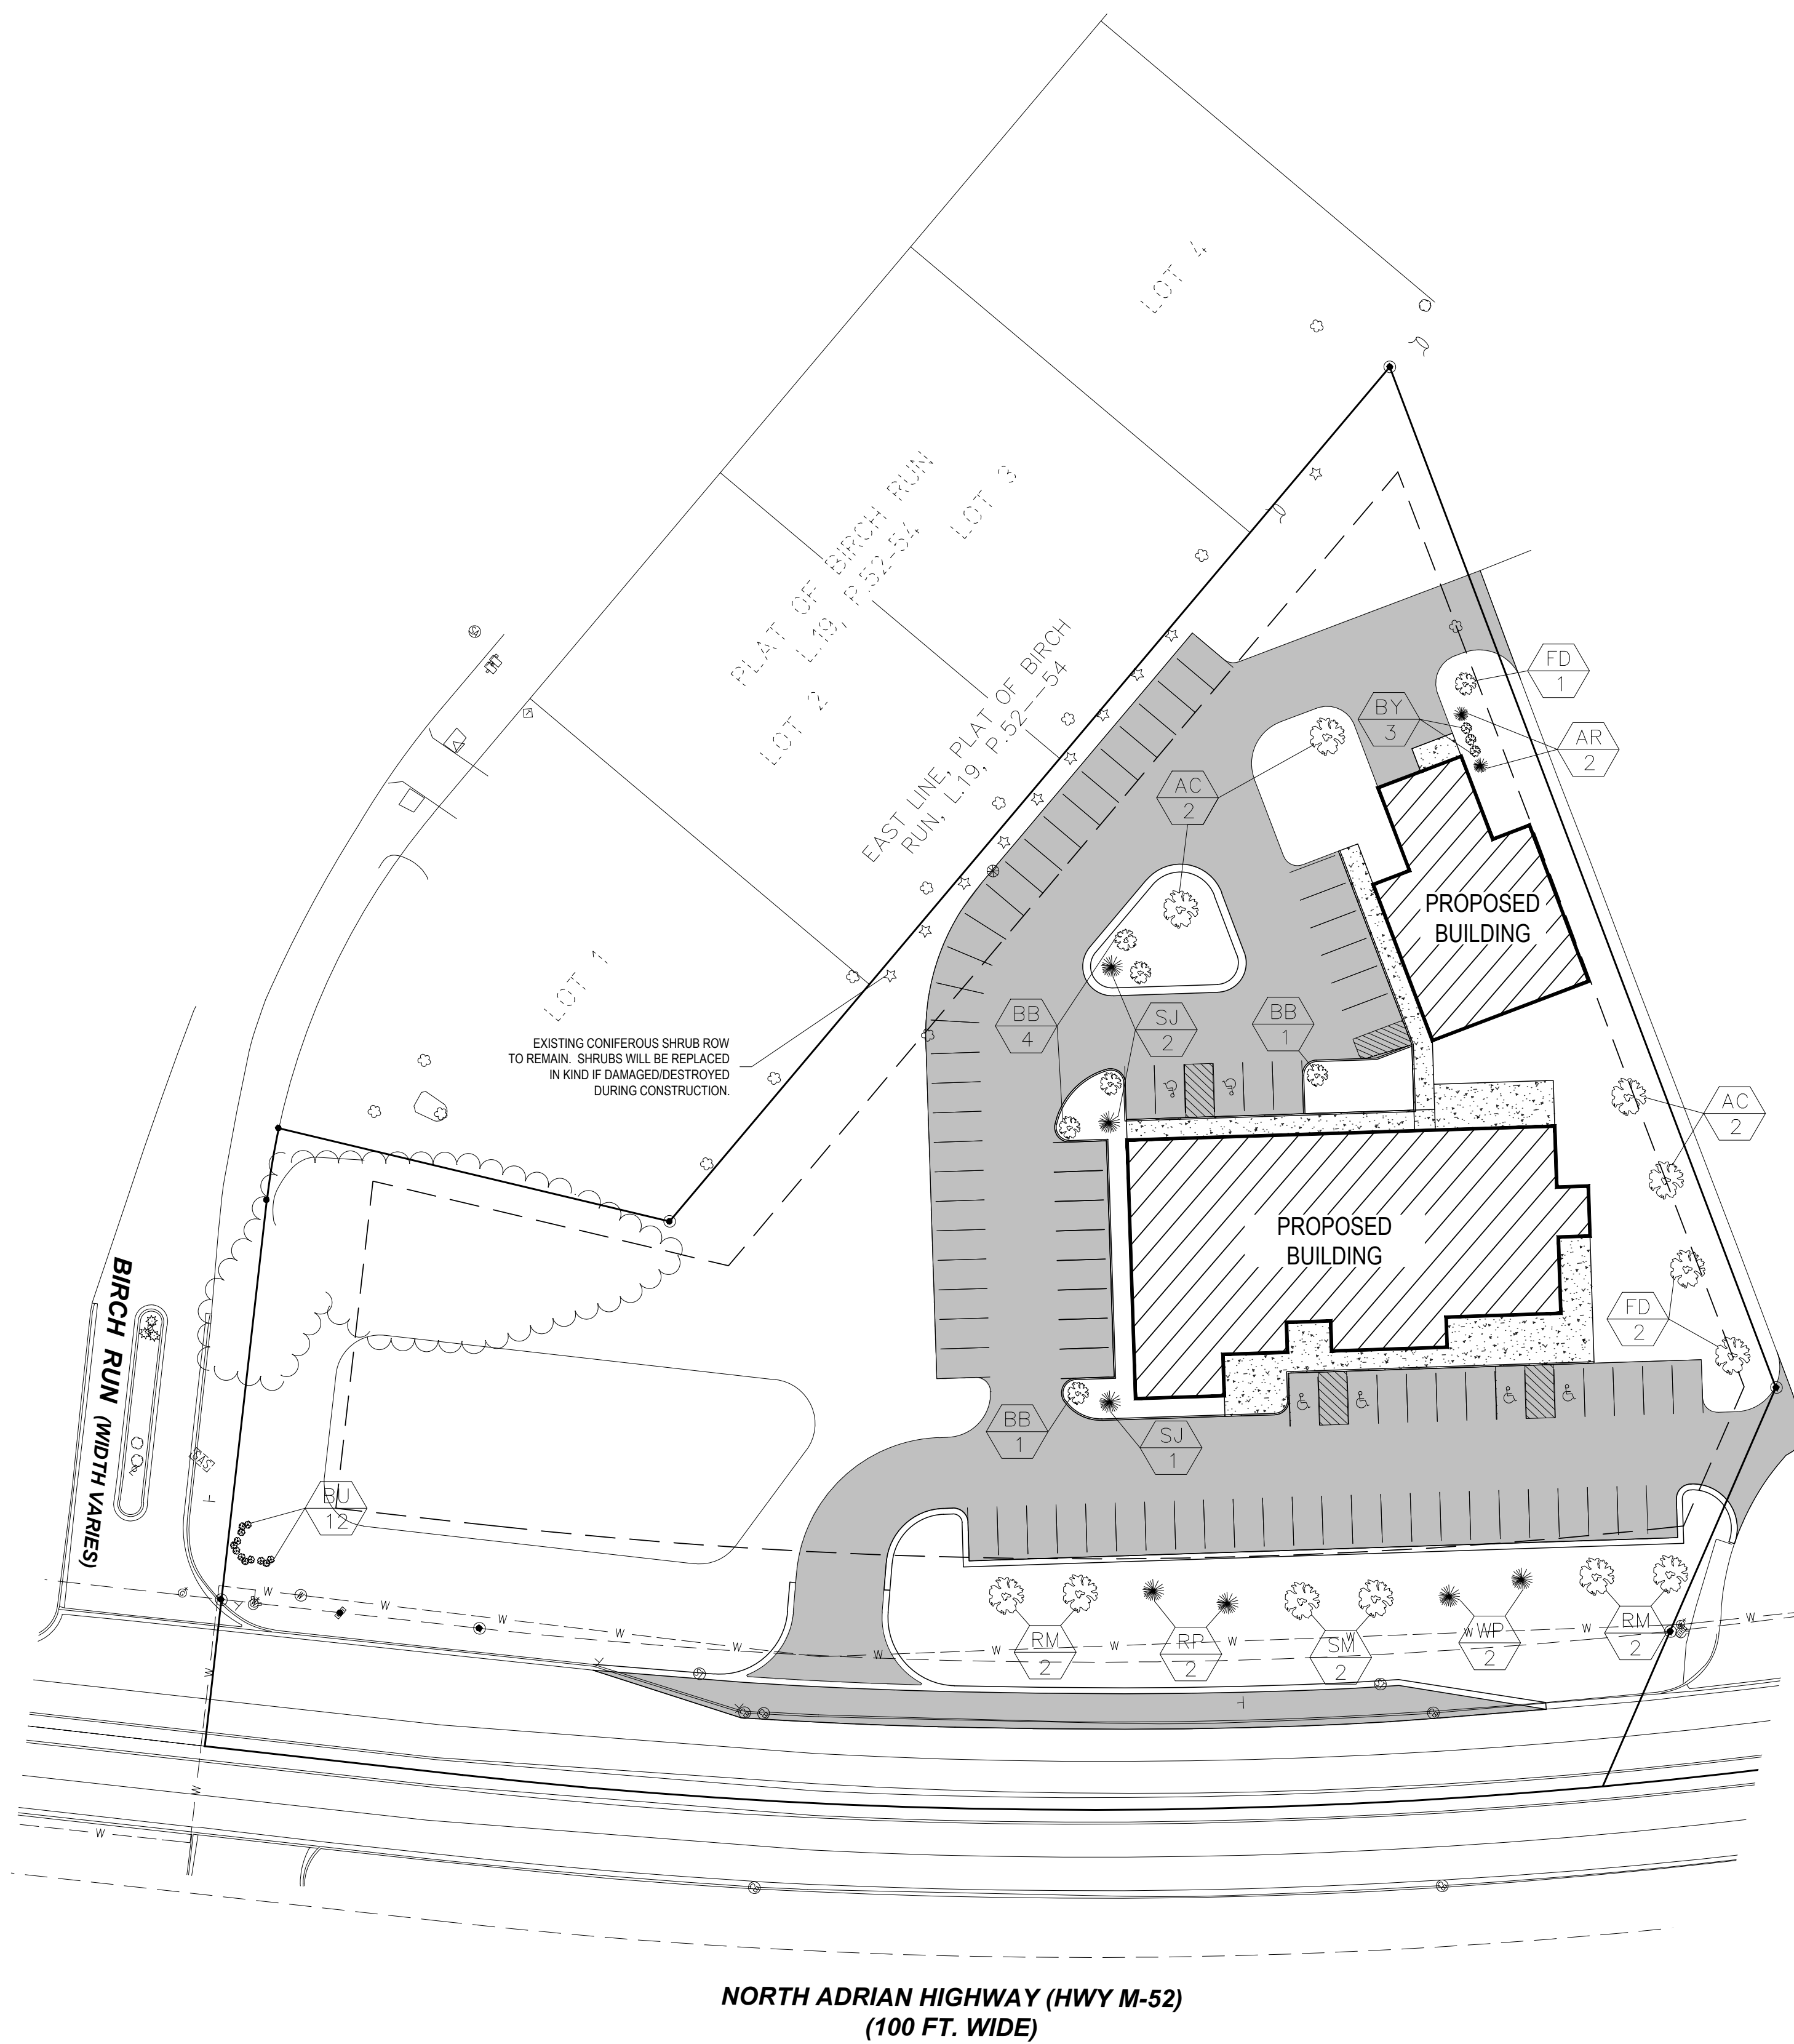 LOT 4
PLAT OF BIRCH RUN
L.19, P.52-54
LOT 3
LOT 2
EAST LINE, PLAT OF BIRCH
RUN, L.19, P.52--54
LOT 1
FD
1
BY
3
AR
2
AC
2
PROPOSED
BUILDING
BB
4
SJ
2
BB
1
EXISTING CONIFEROUS SHRUB ROW
TO REMAIN. SHRUBS WILL BE REPLACED
IN KIND IF DAMAGED/DESTROYED
DURING CONSTRUCTION.
AC
2
PROPOSED
BUILDING
FD
2
BIRCH RUN (WIDTH VARIES)
GAS
BB
1
SJ
1
BU
12
W
W
W
W
W
W
W
W
W
W
W
W
W
RM
2
RP
2
SM
2
WP
2
RM
2
W
W
W
NORTH ADRIAN HIGHWAY (HWY M-52)
(100 FT. WIDE)